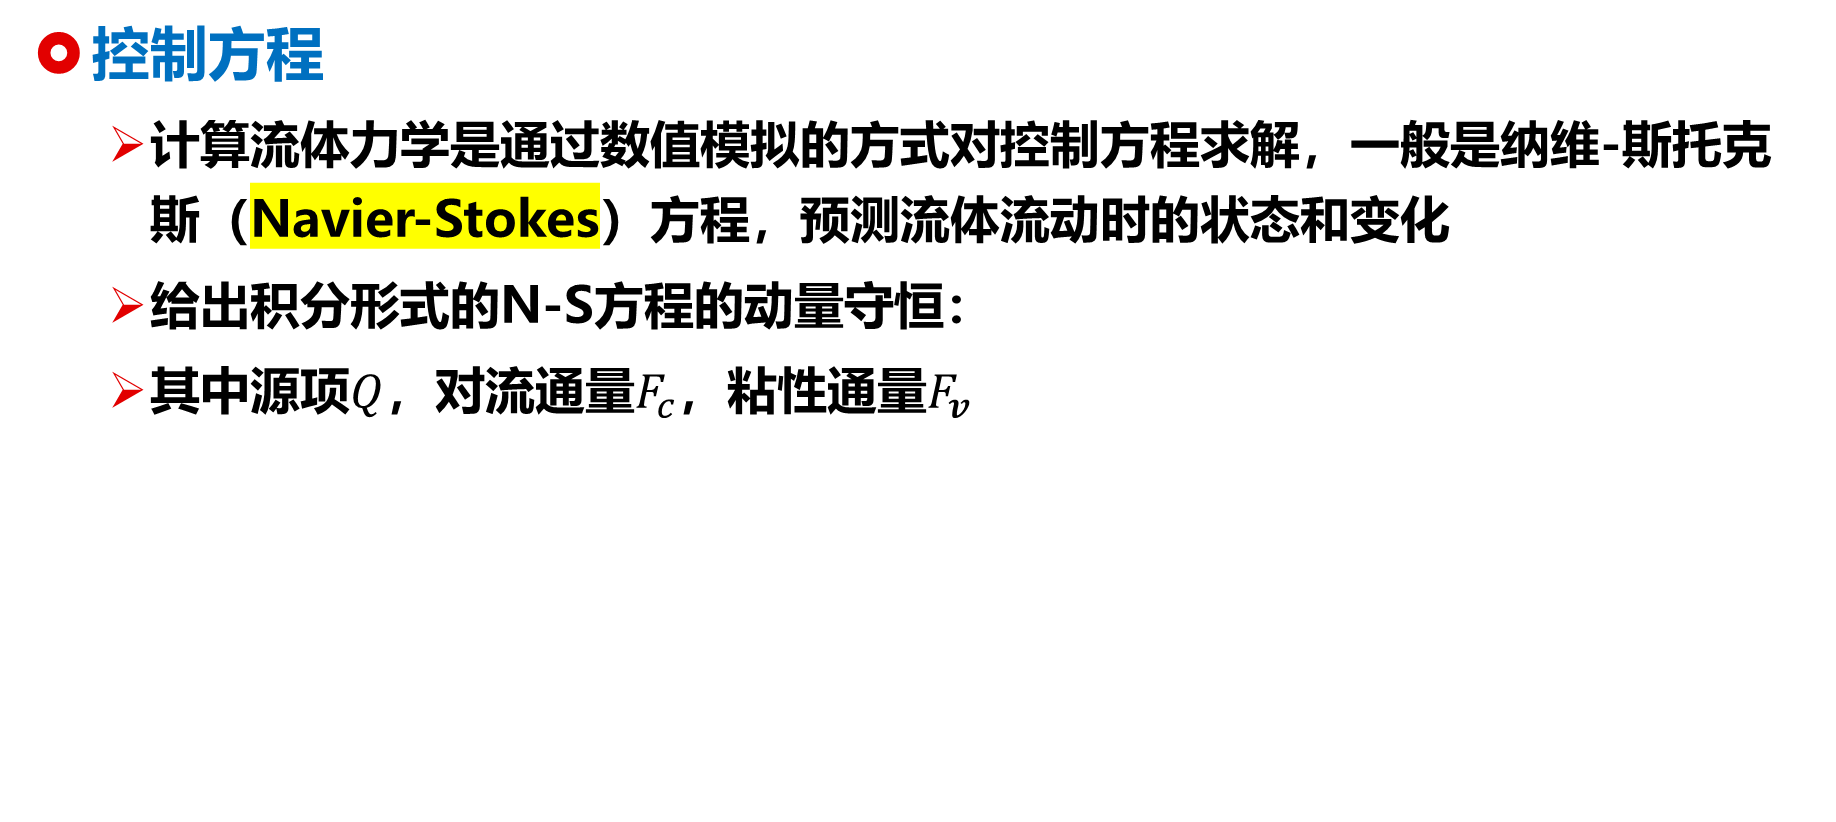 控制方程
计算流体力学是通过数值模拟的方式对控制方程求解，一般是纳维-斯托克
斯（Navier-Stokes）方程，预测流体流动时的状态和变化
给出积分形式的N-S方程的动量守恒：
其中源项Q，对流通量F_c，粘性通量F_v